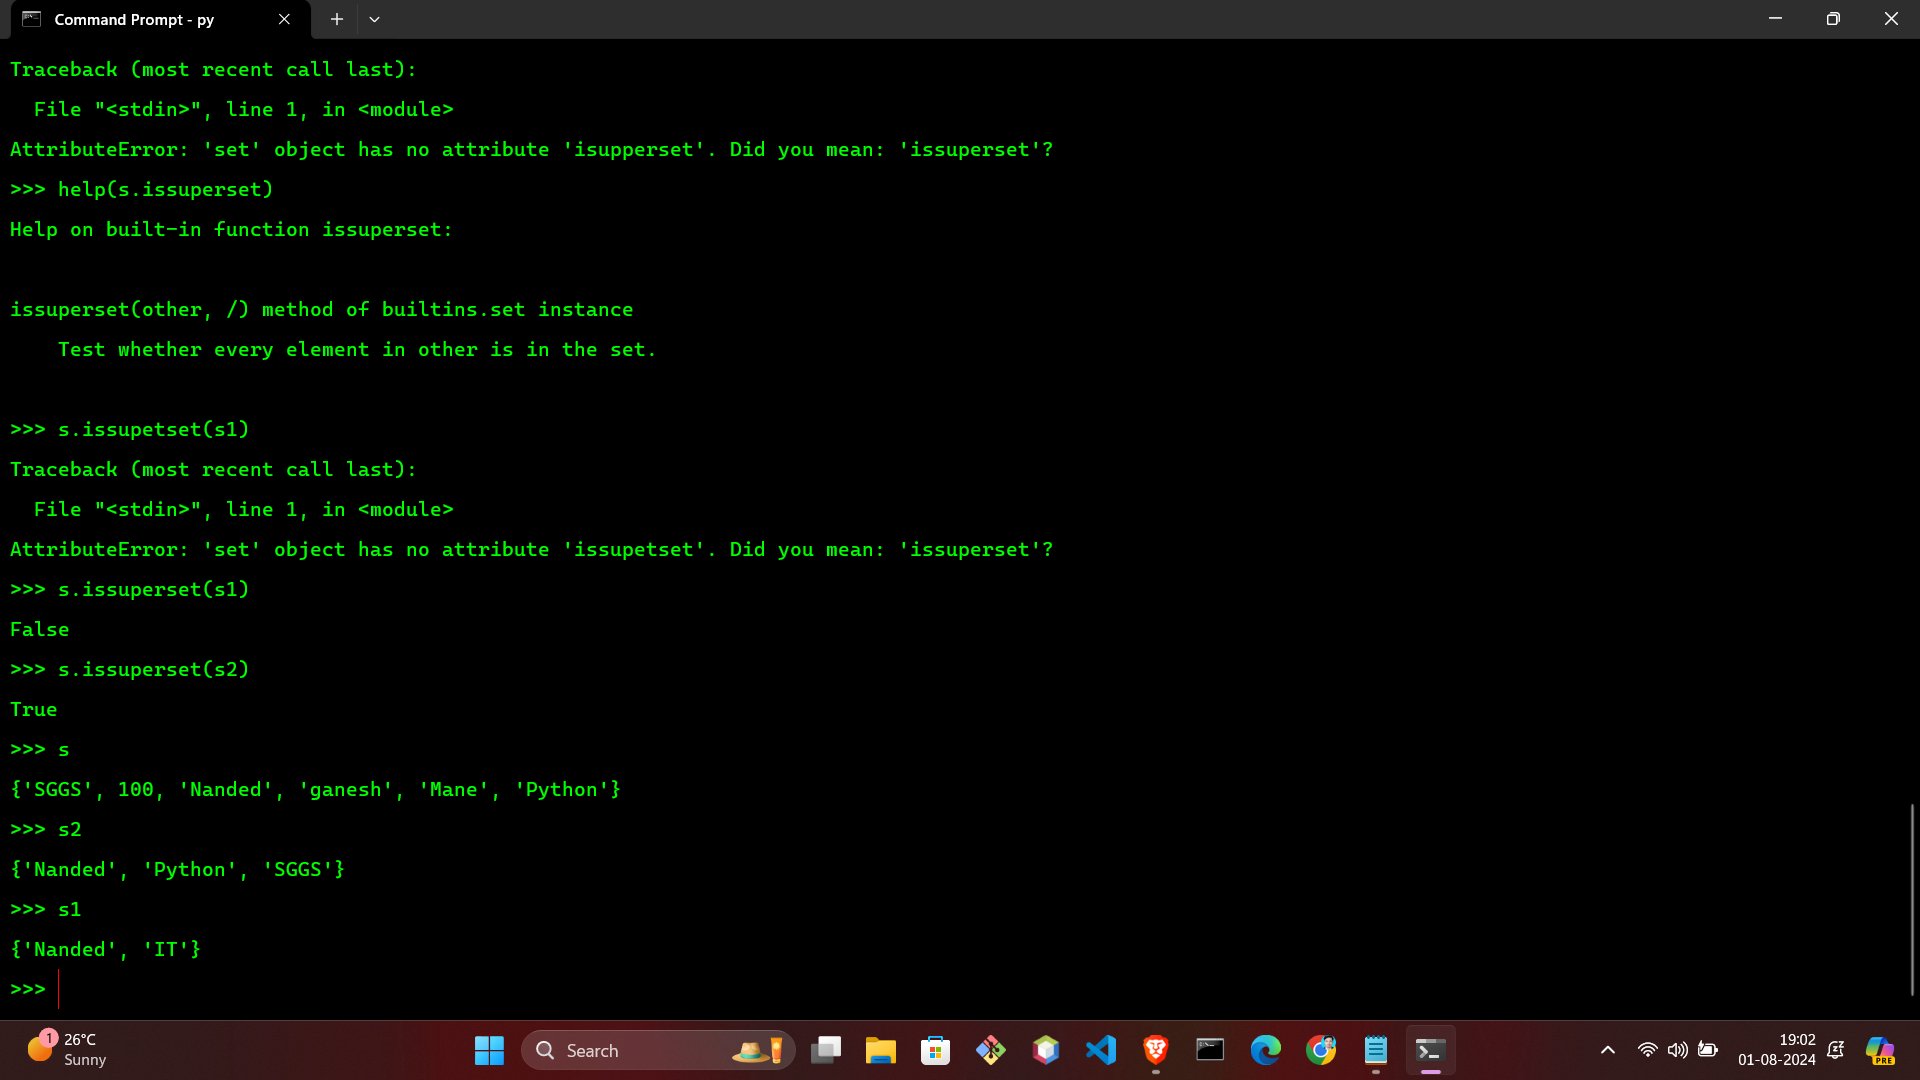 Command Prompt - py
Traceback (most recent call last):
  File "<stdin>", line 1, in <module>
AttributeError: 'set' object has no attribute 'isupperset'. Did you mean: 'issuperset'?
>>> help(s.issuperset)
Help on built-in function issuperset:
issuperset(other, /) method of builtins.set instance
    Test whether every element in other is in the set.
>>> s.issupetset(s1)
Traceback (most recent call last):
  File "<stdin>", line 1, in <module>
AttributeError: 'set' object has no attribute 'issupetset'. Did you mean: 'issuperset'?
>>> s.issuperset(s1)
False
>>> s.issuperset(s2)
True
>>> s
{'SGGS', 100, 'Nanded', 'ganesh', 'Mane', 'Python'}
>>> s2
{'Nanded', 'Python', 'SGGS'}
>>> s1
{'Nanded', 'IT'}
>>>
1
26°C
Sunny
Search
19:02
01-08-2024
PRE